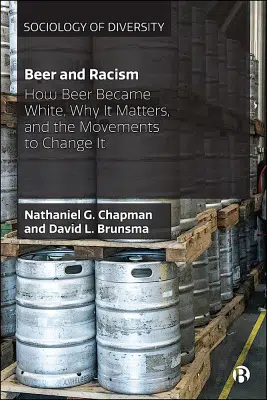 SOCIOLOGY OF DIVERSITY
Beer and Racism
How Beer Became
White, Why It Matters,
and the Movements
to Change It
Nathaniel G. Chapman
and David L. Brunsma